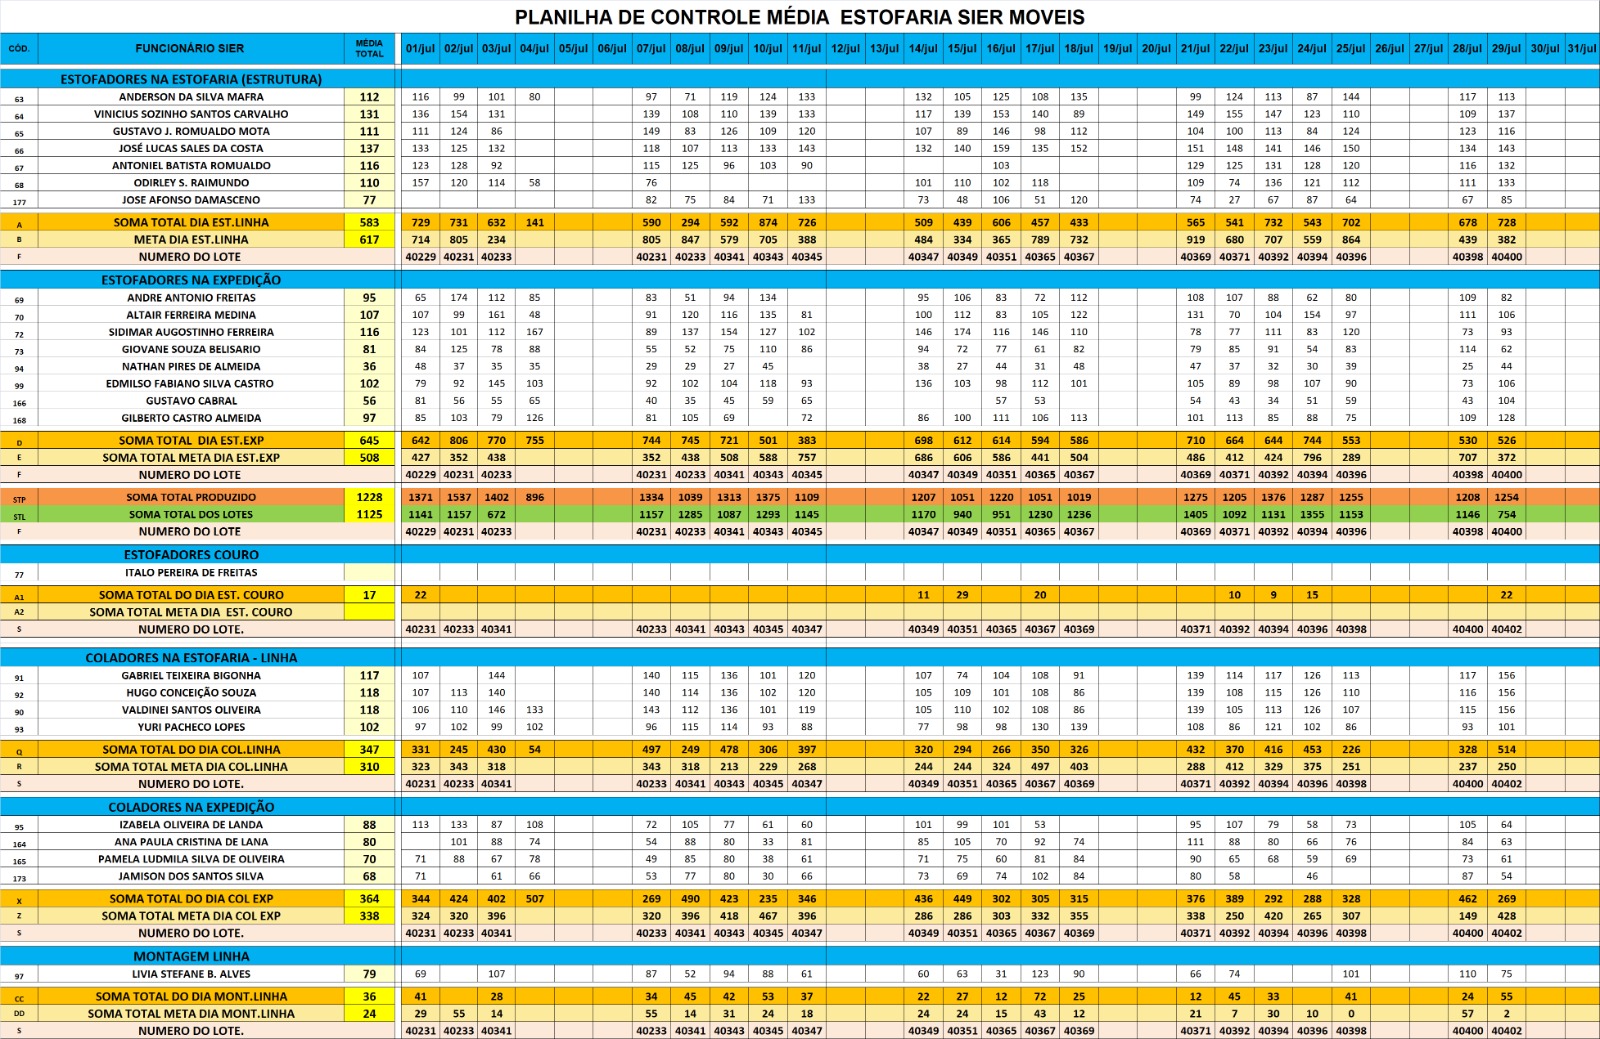 PLANILHA DE CONTROLE MÉDIA ESTOFARIA SIER MOVEIS
CÓD. FUNCIONÁRIO SIER MÉDIA TOTAL 01/jul 02/jul 03/jul 04/jul 05/jul 06/jul 07/jul 08/jul 09/jul 10/jul 11/jul 12/jul 13/jul 14/jul 15/jul 16/jul 17/jul 18/jul 19/jul 20/jul 21/jul 22/jul 23/jul 24/jul 25/jul 26/jul 27/jul 28/jul 29/jul 30/jul 31/jul
ESTOFADORES NA ESTOFARIA (ESTRUTURA)
63 ANDERSON DA SILVA MAFRA 112 116 99 101 80 97 71 119 124 133 132 105 125 108 135 99 124 113 87 144 117 113
64 VINICIUS SOZINHO SANTOS CARVALHO 131 136 154 131 139 108 110 139 133 117 139 153 140 89 149 155 147 123 110 109 137
65 GUSTAVO J. ROMUALDO MOTA 111 111 124 86 149 83 126 109 120 107 89 146 98 112 104 100 113 84 124 123 116
66 JOSÉ LUCAS SALES DA COSTA 137 133 125 132 118 107 113 133 143 132 140 159 135 152 151 148 141 146 150 134 143
67 ANTONIEL BATISTA ROMUALDO 116 123 128 92 115 125 96 103 90 103 129 125 131 128 120 116 132
68 ODIRLEY S. RAIMUNDO 110 157 120 114 58 76 101 110 102 118 109 74 136 121 112 111 133
177 JOSE AFONSO DAMASCENO 77 82 75 84 71 133 73 48 106 51 120 74 27 67 87 64 67 85
A SOMA TOTAL DIA EST.LINHA 583 729 731 632 141 590 294 592 874 726 509 439 606 457 433 565 541 732 543 702 678 728
B META DIA EST.LINHA 617 714 805 234 805 847 579 705 388 484 334 365 789 732 919 680 707 559 864 439 382
F NUMERO DO LOTE 40229 40231 40233 40231 40233 40341 40343 40345 40347 40349 40351 40365 40367 40369 40371 40392 40394 40396 40398 40400
ESTOFADORES NA EXPEDIÇÃO
69 ANDRE ANTONIO FREITAS 95 65 174 112 85 83 51 94 134 95 106 83 72 112 108 107 88 62 80 109 82
70 ALTAIR FERREIRA MEDINA 107 107 99 161 48 91 120 116 135 81 100 112 83 105 122 131 70 104 154 97 111 106
72 SIDIMAR AUGOSTINHO FERREIRA 116 123 101 112 167 89 137 154 127 102 146 174 116 146 110 78 77 111 83 120 73 93
73 GIOVANE SOUZA BELISARIO 81 84 125 78 88 55 52 75 110 86 94 72 77 61 82 79 85 91 54 83 114 62
94 NATHAN PIRES DE ALMEIDA 36 48 37 35 35 29 29 27 45 38 27 44 31 48 47 37 32 30 39 25 44
99 EDMILSO FABIANO SILVA CASTRO 102 79 92 145 103 92 102 104 118 93 136 103 98 112 101 105 89 98 107 90 73 106
166 GUSTAVO CABRAL 56 81 56 55 65 40 35 45 59 65 57 53 54 43 34 51 59 43 104
168 GILBERTO CASTRO ALMEIDA 97 85 103 79 126 81 105 69 72 86 100 111 106 113 101 113 85 88 75 109 128
D SOMA TOTAL DIA EST.EXP 645 642 806 770 755 744 745 721 501 383 698 612 614 594 586 710 664 644 744 553 530 526
E SOMA TOTAL META DIA EST.EXP 508 427 352 438 352 438 508 588 757 686 606 586 441 504 486 412 424 796 289 707 372
F NUMERO DO LOTE 40229 40231 40233 40231 40233 40341 40343 40345 40347 40349 40351 40365 40367 40369 40371 40392 40394 40396 40398 40400
STP SOMA TOTAL PRODUZIDO 1228 1371 1537 1402 896 1334 1039 1313 1375 1109 1207 1051 1220 1051 1019 1275 1205 1376 1287 1255 1208 1254
STL SOMA TOTAL DOS LOTES 1125 1141 1157 672 1157 1285 1087 1293 1145 1170 940 951 1230 1236 1405 1092 1131 1355 1153 1146 754
F NUMERO DO LOTE 40229 40231 40233 40231 40233 40341 40343 40345 40347 40349 40351 40365 40367 40369 40371 40392 40394 40396 40398 40400
ESTOFADORES COURO
77 ITALO PEREIRA DE FREITAS
A1 SOMA TOTAL DO DIA EST. COURO 17 22 11 29 20 10 9 15 22
A2 SOMA TOTAL META DIA EST. COURO
S NUMERO DO LOTE. 40231 40233 40341 40233 40341 40343 40345 40347 40349 40351 40365 40367 40369 40371 40392 40394 40396 40398 40400 40402
COLADORES NA ESTOFARIA - LINHA
91 GABRIEL TEIXEIRA BIGONHA 117 107 144 140 115 136 101 120 107 74 104 108 91 139 114 117 126 113 117 156
92 HUGO CONCEIÇÃO SOUZA 118 107 113 140 140 114 136 102 120 105 109 101 108 86 139 108 115 126 110 116 156
90 VALDINEI SANTOS OLIVEIRA 118 106 110 146 133 143 112 136 101 119 105 110 102 108 86 139 105 113 126 107 115 156
93 YURI PACHECO LOPES 102 97 102 99 102 96 115 114 93 88 77 98 98 130 139 108 86 121 102 86 93 101
Q SOMA TOTAL DO DIA COL.LINHA 347 331 245 430 54 497 249 478 306 397 320 294 266 350 326 432 370 416 453 226 328 514
R SOMA TOTAL META DIA COL.LINHA 310 323 343 318 343 318 213 229 268 244 244 324 497 403 288 412 329 375 251 237 250
S NUMERO DO LOTE. 40231 40233 40341 40233 40341 40343 40345 40347 40349 40351 40365 40367 40369 40371 40392 40394 40396 40398 40400 40402
COLADORES NA EXPEDIÇÃO
95 IZABELA OLIVEIRA DE LANDA 88 113 133 87 108 72 105 77 61 60 101 99 101 53 95 107 79 58 73 105 64
164 ANA PAULA CRISTINA DE LANA 80 101 88 74 54 88 80 33 81 85 105 70 92 74 111 88 80 66 76 84 63
165 PAMELA LUDMILA SILVA DE OLIVEIRA 70 71 88 67 78 49 85 80 38 61 71 75 60 81 84 90 65 68 59 69 73 61
173 JAMISON DOS SANTOS SILVA 68 71 61 66 53 77 80 30 66 73 69 74 102 84 80 58 46 87 54
X SOMA TOTAL DO DIA COL EXP 364 344 424 402 507 269 490 423 235 346 436 449 302 305 315 376 389 292 288 328 462 269
Z SOMA TOTAL META DIA COL EXP 338 324 320 396 320 396 418 467 396 286 286 303 332 355 338 250 420 265 307 149 428
S NUMERO DO LOTE. 40231 40233 40341 40233 40341 40343 40345 40347 40349 40351 40365 40367 40369 40371 40392 40394 40396 40398 40400 40402
MONTAGEM LINHA
97 LIVIA STEFANE B. ALVES 79 69 107 87 52 94 88 61 60 63 31 123 90 66 74 101 110 75
CC SOMA TOTAL DO DIA MONT.LINHA 36 41 28 34 45 42 53 37 22 27 12 72 25 12 45 33 41 24 55
DD SOMA TOTAL META DIA MONT.LINHA 24 29 55 14 55 14 31 24 18 24 24 15 43 12 21 7 30 10 0 57 2
S NUMERO DO LOTE. 40231 40233 40341 40233 40341 40343 40345 40347 40349 40351 40365 40367 40369 40371 40392 40394 40396 40398 40400 40402